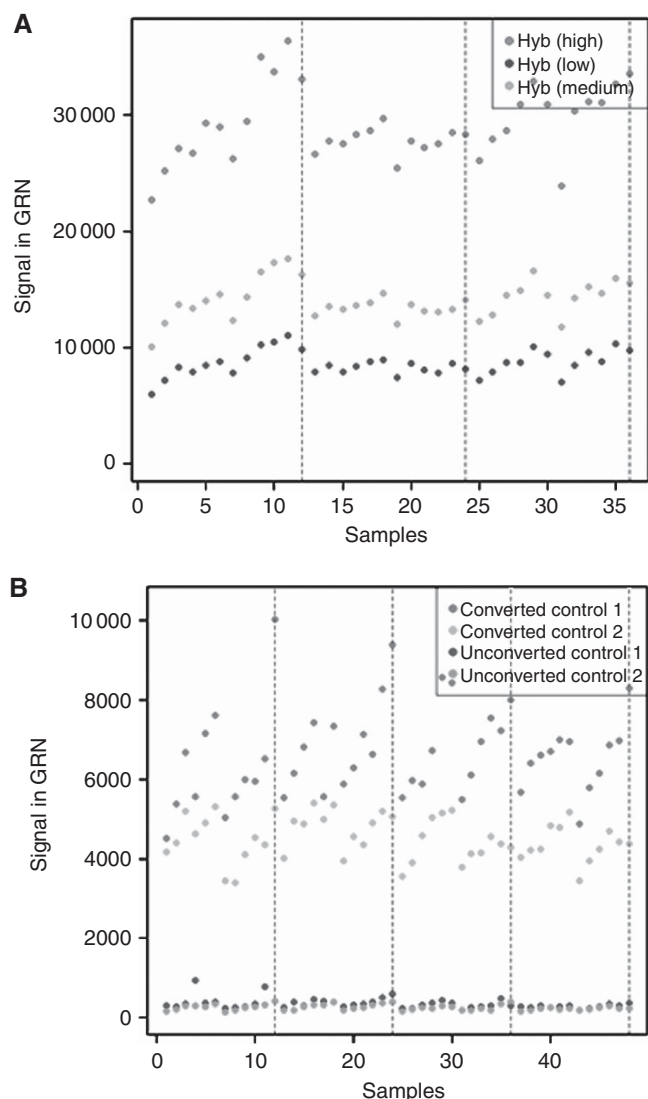 A
Hyb (high)
Hyb (low)
Hyb (medium)
30 000
20 000
10 000
0
Signal in GRN
0 5 10 15 20 25 30 35
Samples
B
Converted control 1
Converted control 2
Unconverted control 1
Unconverted control 2
10 000
8000
6000
4000
2000
0
Signal in GRN
0 10 20 30 40
Samples